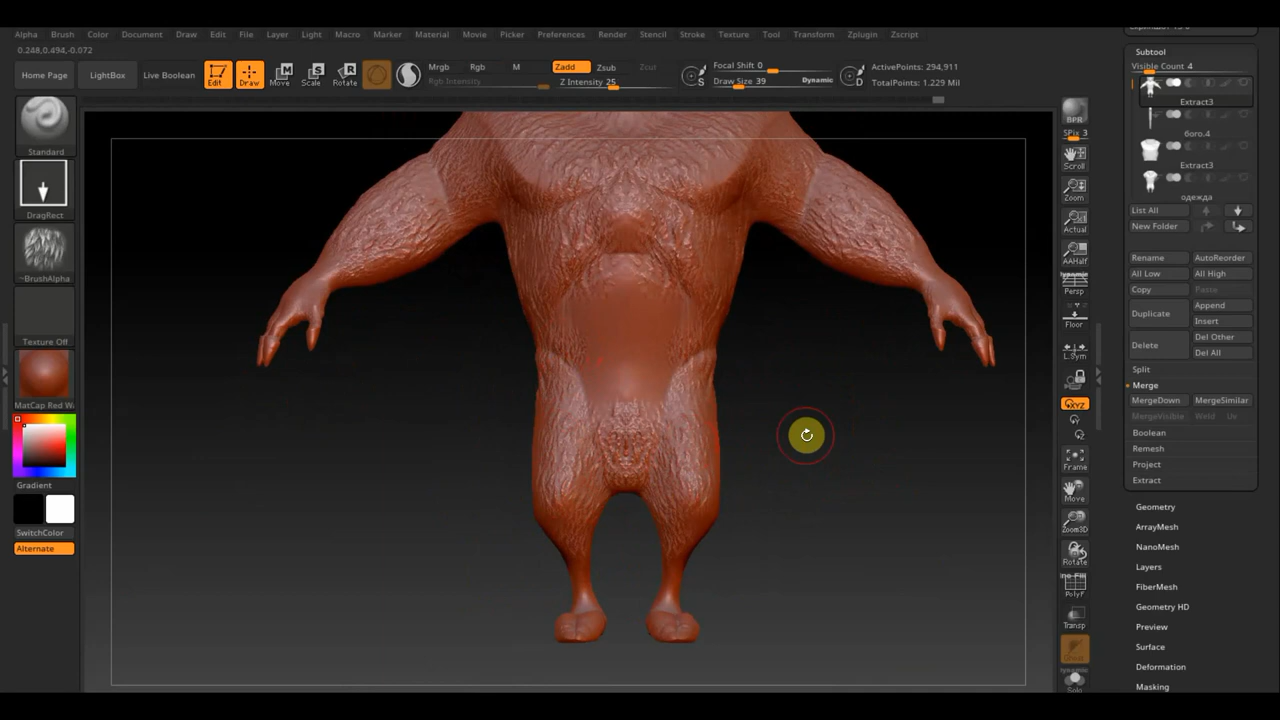 Alpha Brush Color Document Draw Edit File Layer Light Macro Marker Material Movie Picker Preferences Render Stencil Stroke Texture Tool Transform Zplugin Zscript
0.248,0.494,-0.072
Home Page
LightBox
Live Boolean
Edit
Draw
Move
Scale
Rotate
Mrgb Rgb M
Rgb Intensity
Zadd Zsub Zcut
Z Intensity 25
S
Focal Shift 0
Draw Size 39 Dynamic
D
ActivePoints: 294,911
TotalPoints: 1.229 Mil
Standard
DragRect
~BrushAlpha
Texture Off
MatCap Red W
Gradient
SwitchColor
Alternate
BPR
SPix 3
Scroll
Zoom
Actual
AAHalf
Persp
Floor
L.Sym
XYZ
Y
Z
Frame
Move
Zoom3D
Rotate
PolyF
Transp
Solo
Subtool
Visible Count 4
Extract3
бого.4
Extract3
одежда
List All
New Folder
Rename AutoReorder
All Low All High
Copy Paste
Duplicate Append
Insert
Delete Del Other
Del All
Split
Merge
MergeDown MergeSimilar
MergeVisible Weld Uv
Boolean
Remesh
Project
Extract
Geometry
ArrayMesh
NanoMesh
Layers
FiberMesh
Geometry HD
Preview
Surface
Deformation
Masking